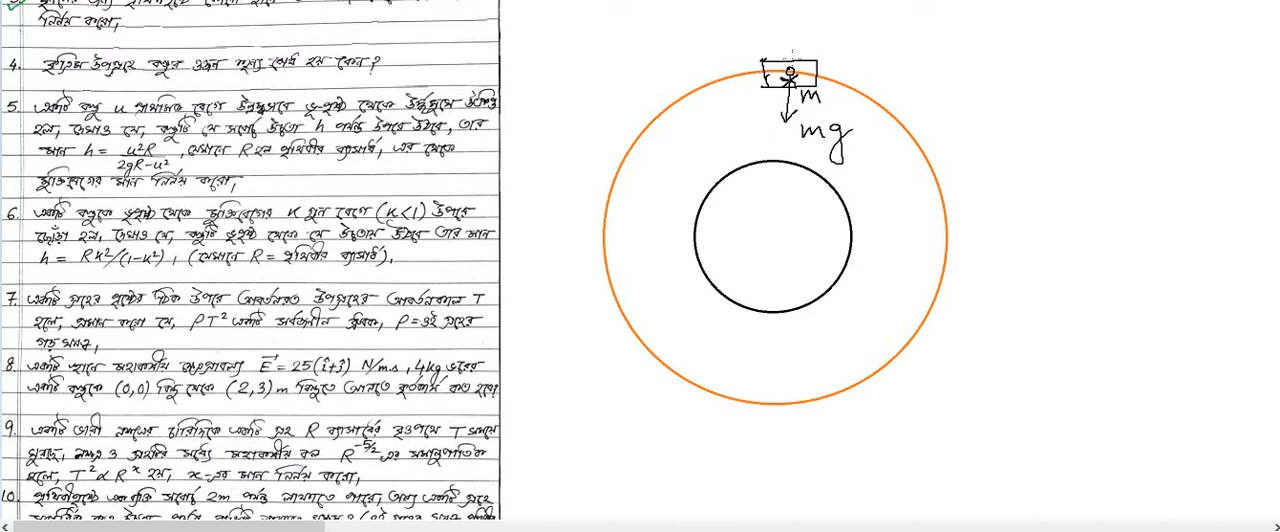 নির্ণয় করো,
4. কৃত্রিম উপগ্রহে বস্তুর ওজন শূন্য বোধ হয় কেন?
5. একটি বস্তু u প্রাথমিক বেগে উল্লম্বভাবে ভূ-পৃষ্ঠ থেকে ঊর্ধ্বমুখে উৎক্ষিপ্ত
হল, দেখাও যে, বস্তুটি যে সর্বোচ্চ উচ্চতা h পর্যন্ত উপরে উঠবে, তার
মান h = u²R / 2gR-u² , যেখানে R হল পৃথিবীর ব্যাসার্ধ, এর থেকে
মুক্তিবেগের মান নির্ণয় করো,
6. একটি বস্তুকে ভূপৃষ্ঠ থেকে মুক্তিবেগের K গুন বেগে (K<1) উপরে
ছোঁড়া হল, দেখাও যে, বস্তুটি ভূপৃষ্ঠ থেকে যে উচ্চতায় উঠবে তার মান
h = RK²/(1-K²), (যেখানে R = পৃথিবীর ব্যাসার্ধ),
7. একটি গ্রহের পৃষ্ঠের ঠিক উপরে আবর্তনরত উপগ্রহের আবর্তনকাল T
হলে, প্রমান করো যে, ρT² একটি সর্বজনীন ধ্রুবক, ρ = ওই গ্রহের
গড় ঘনত্ব,
8. একটি স্থানে মহাকর্ষীয় ক্ষেত্রপ্রাবল্য E⃗ = 25(î+ĵ) N/m.s, 4kg ভরের
একটি বস্তুকে (0,0) বিন্দু থেকে (2,3)m বিন্দুতে আনতে কৃতকার্য কত হবে?
9. একটি ভারী নক্ষত্রের চারিদিকে একটি গ্রহ R ব্যাসার্ধের বৃত্তপথে T সময়ে
ঘুরছে, নক্ষত্র ও গ্রহটির মধ্যে মহাকর্ষীয় বল R^-5/2 এর সমানুপাতিক
হলে, T² ∝ R^x হয়, x-এর মান নির্ণয় করো,
10. পৃথিবীপৃষ্ঠে এক ব্যক্তি সর্বোচ্চ 2m পর্যন্ত লাফাতে পারে, অন্য একটি গ্রহে
m
mg